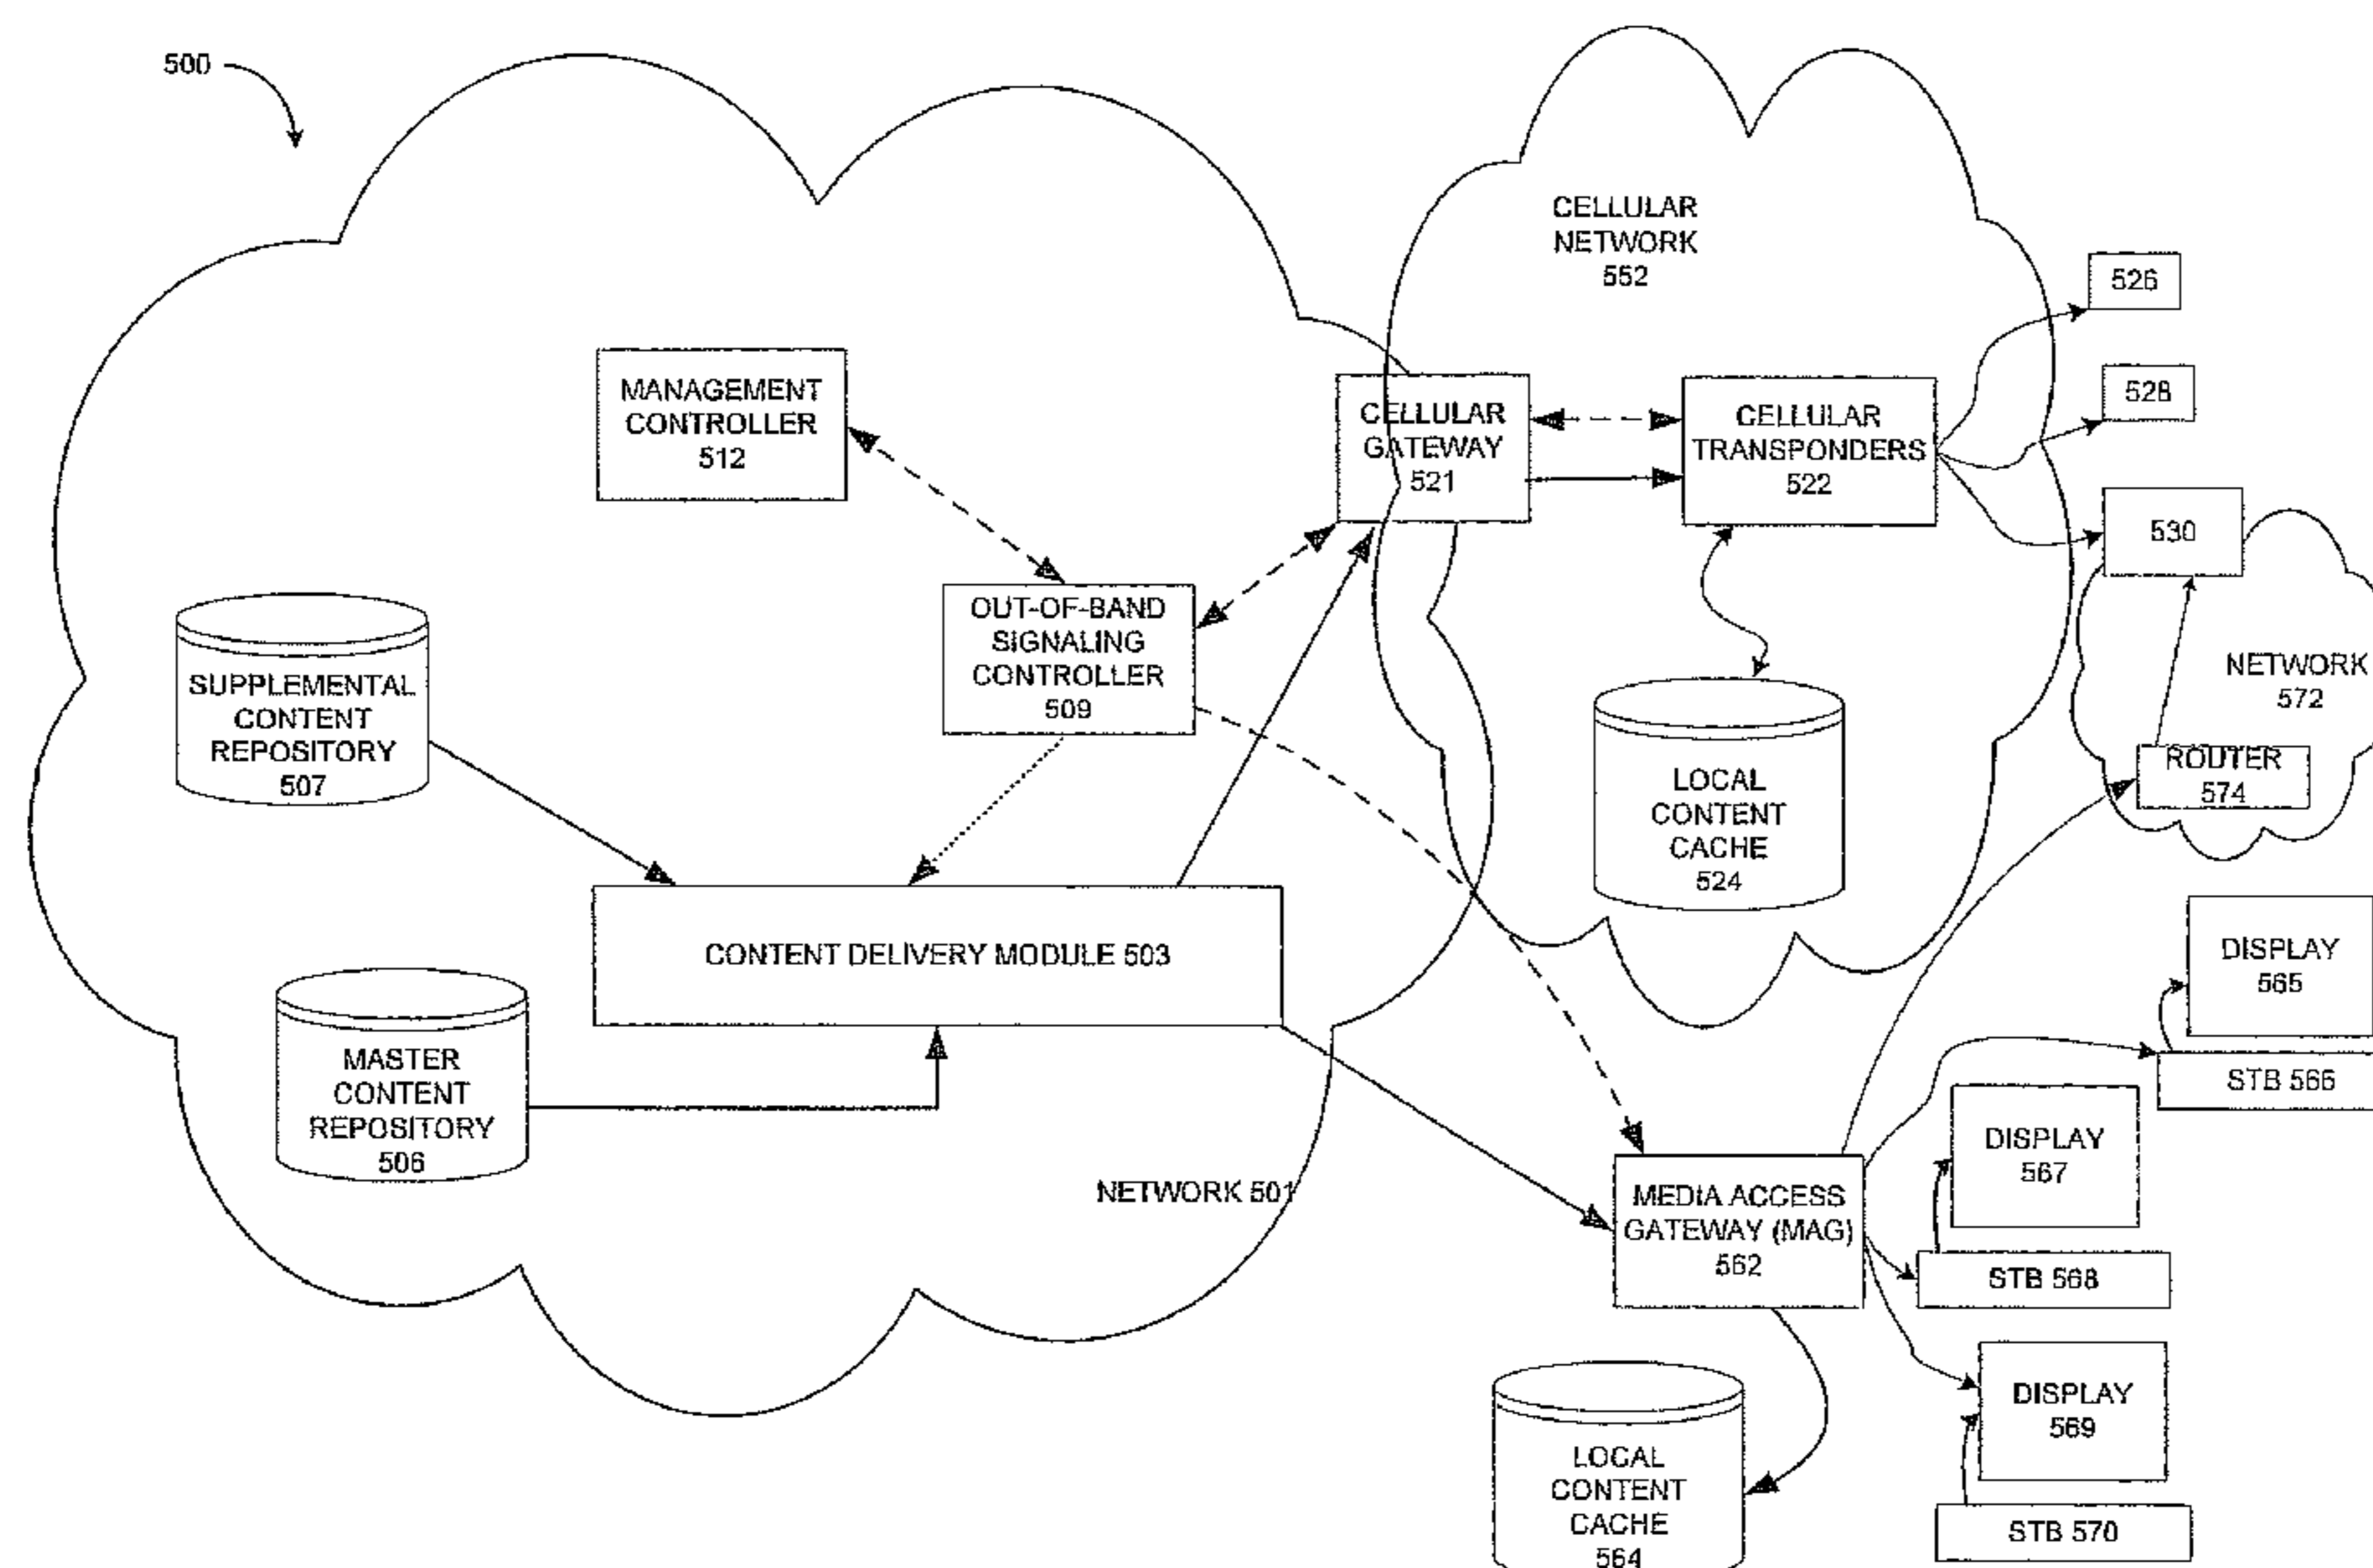 500
CELLULAR
NETWORK
552
526
528
MANAGEMENT
CONTROLLER
512
CELLULAR
GATEWAY
521
CELLULAR
TRANSPONDERS
522
530
OUT-OF-BAND
SIGNALING
CONTROLLER
509
SUPPLEMENTAL
CONTENT
REPOSITORY
507
NETWORK
572
ROUTER
574
LOCAL
CONTENT
CACHE
524
CONTENT DELIVERY MODULE 503
DISPLAY
565
STB 566
MASTER
CONTENT
REPOSITORY
506
NETWORK 501
DISPLAY
567
STB 568
MEDIA ACCESS
GATEWAY (MAG)
562
DISPLAY
569
STB 570
LOCAL
CONTENT
CACHE
564